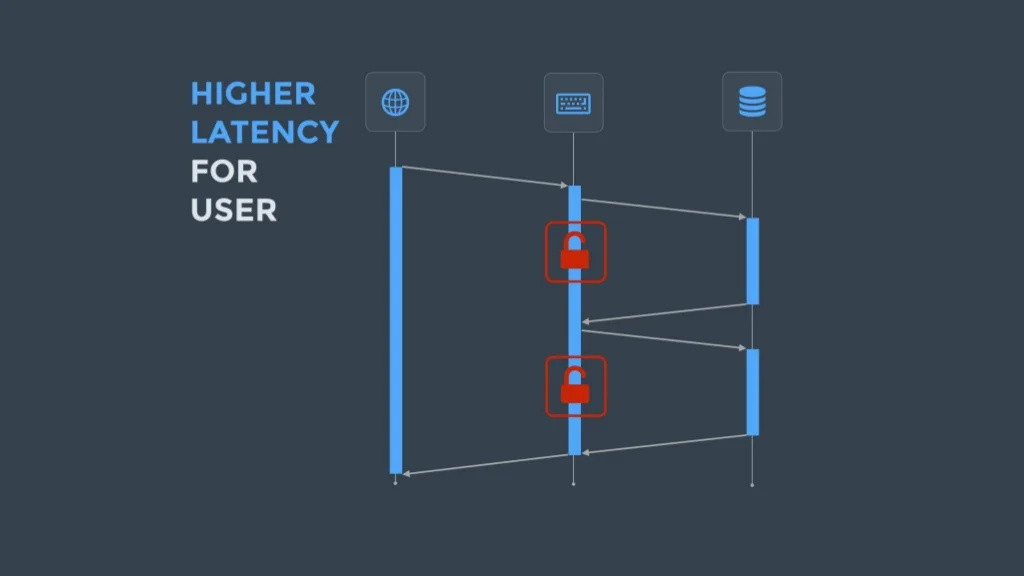 HIGHER
LATENCY
FOR
USER